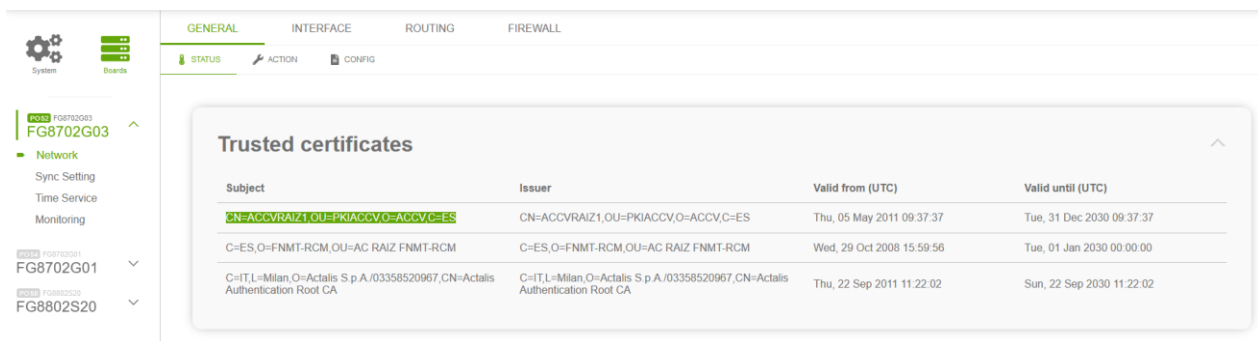 GENERAL INTERFACE ROUTING FIREWALL
System Boards
STATUS ACTION CONFIG
POS2 FG8702G03
FG8702G03
Network
Sync Setting
Time Service
Monitoring
FG8702G01
FG8702G01
FG8802S20
FG8802S20
Trusted certificates
Subject Issuer Valid from (UTC) Valid until (UTC)
CN=ACCVRAIZ1,OU=PKIACCV,O=ACCV,C=ES CN=ACCVRAIZ1,OU=PKIACCV,O=ACCV,C=ES Thu, 05 May 2011 09:37:37 Tue, 31 Dec 2030 09:37:37
C=ES,O=FNMT-RCM,OU=AC RAIZ FNMT-RCM C=ES,O=FNMT-RCM,OU=AC RAIZ FNMT-RCM Wed, 29 Oct 2008 15:59:56 Tue, 01 Jan 2030 00:00:00
C=IT,L=Milan,O=Actalis S.p.A./03358520967,CN=Actalis C=IT,L=Milan,O=Actalis S.p.A./03358520967,CN=Actalis Thu, 22 Sep 2011 11:22:02 Sun, 22 Sep 2030 11:22:02
Authentication Root CA Authentication Root CA